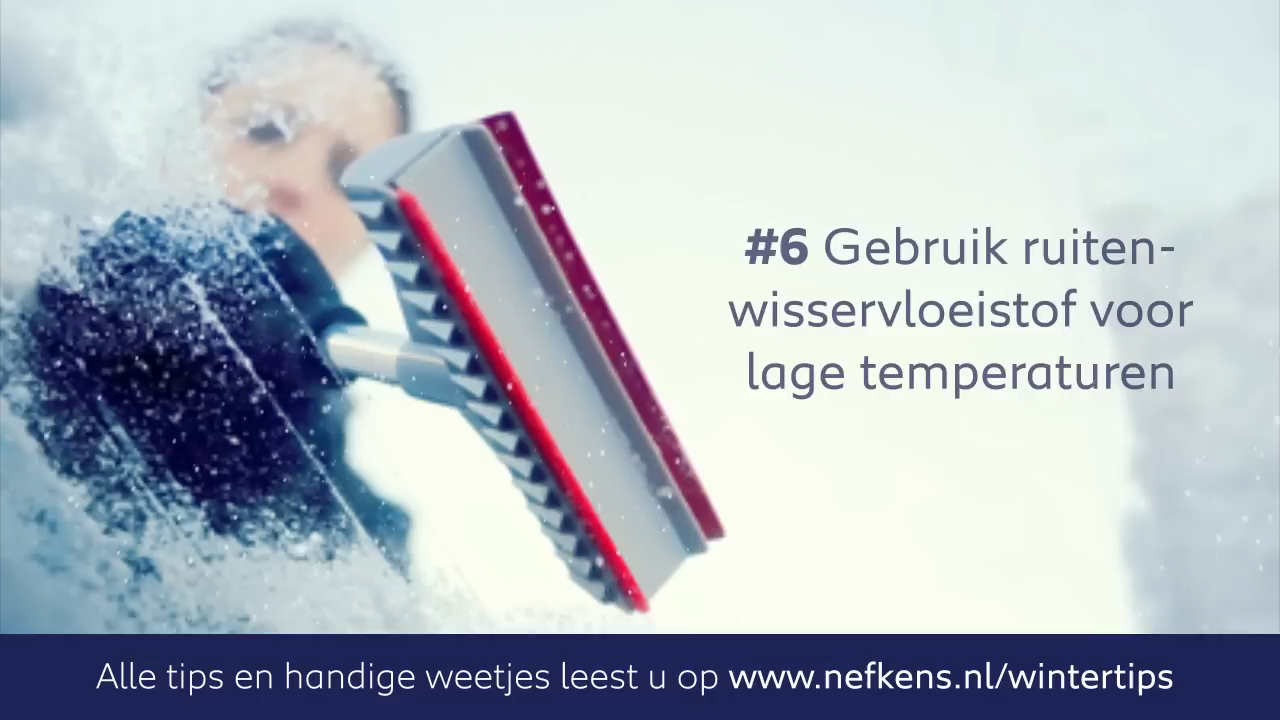 #6 Gebruik ruiten-
wisservloeistof voor
lage temperaturen
Alle tips en handige weetjes leest u op www.nefkens.nl/wintertips